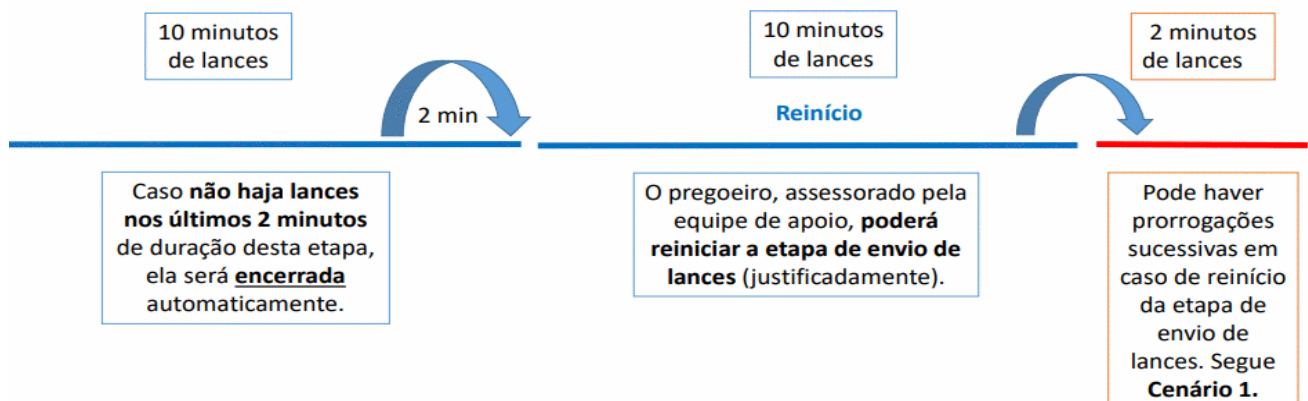 10 minutos
de lances
2 min
10 minutos
de lances
Reinício
2 minutos
de lances
Caso não haja lances
nos últimos 2 minutos
de duração desta etapa,
ela será encerrada
automaticamente.
O pregoeiro, assessorado pela
equipe de apoio, poderá
reiniciar a etapa de envio de
lances (justificadamente).
Pode haver
prorrogações
sucessivas em
caso de reinício
da etapa de
envio de
lances. Segue
Cenário 1.